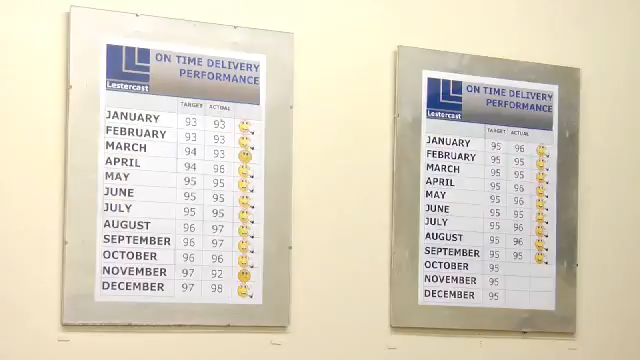 ON TIME DELIVERY
PERFORMANCE
Lestercast
TARGET ACTUAL
JANUARY 93 93
FEBRUARY 93 93
MARCH 94 93
APRIL 94 96
MAY 95 95
JUNE 95 95
JULY 95 95
AUGUST 96 97
SEPTEMBER 96 97
OCTOBER 96 96
NOVEMBER 97 92
DECEMBER 97 98
ON TIME DELIVERY
PERFORMANCE
Lestercast
TARGET ACTUAL
JANUARY 95 96
FEBRUARY 95 95
MARCH 95 96
APRIL 95 96
MAY 95 96
JUNE 95 95
JULY 95 96
AUGUST 95 96
SEPTEMBER 95 95
OCTOBER 95
NOVEMBER 95
DECEMBER 95